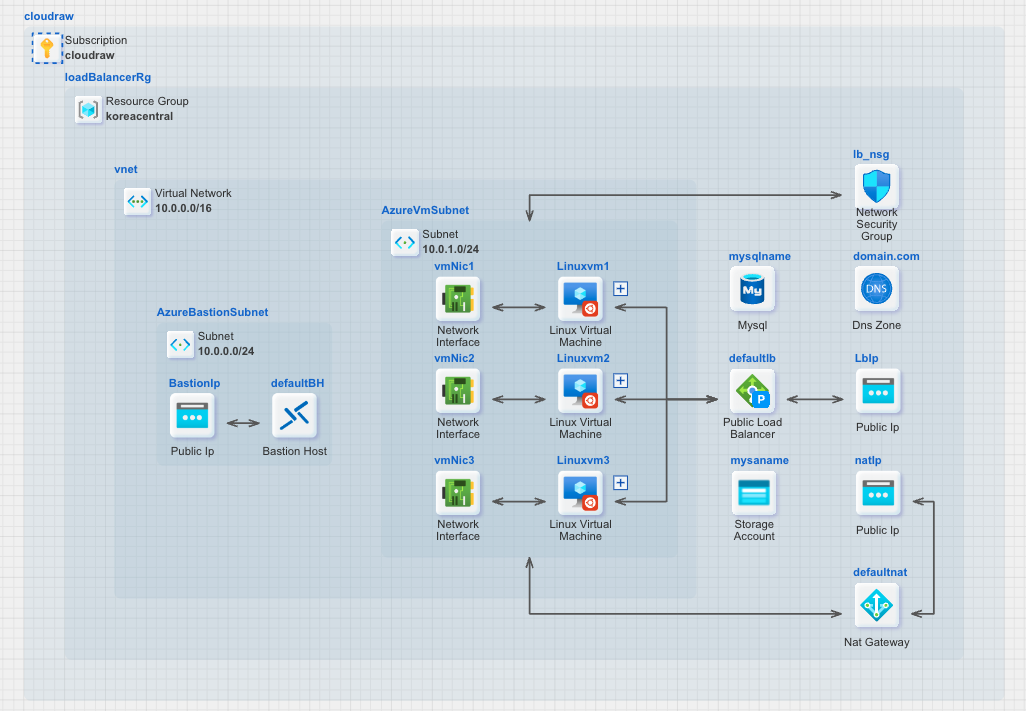 cloudraw
Subscription
cloudraw
loadBalancerRg
Resource Group
koreacentral
vnet
Virtual Network
10.0.0.0/16
AzureBastionSubnet
Subnet
10.0.0.0/24
BastionIp
Public Ip
defaultBH
Bastion Host
AzureVmSubnet
Subnet
10.0.1.0/24
vmNic1
Network
Interface
Linuxvm1
Linux Virtual
Machine
vmNic2
Network
Interface
Linuxvm2
Linux Virtual
Machine
vmNic3
Network
Interface
Linuxvm3
Linux Virtual
Machine
lb_nsg
Network
Security
Group
mysqlname
My
Mysql
domain.com
DNS
Dns Zone
defaultlb
P
Public Load
Balancer
LbIp
Public Ip
mysaname
Storage
Account
natIp
Public Ip
defaultnat
Nat Gateway